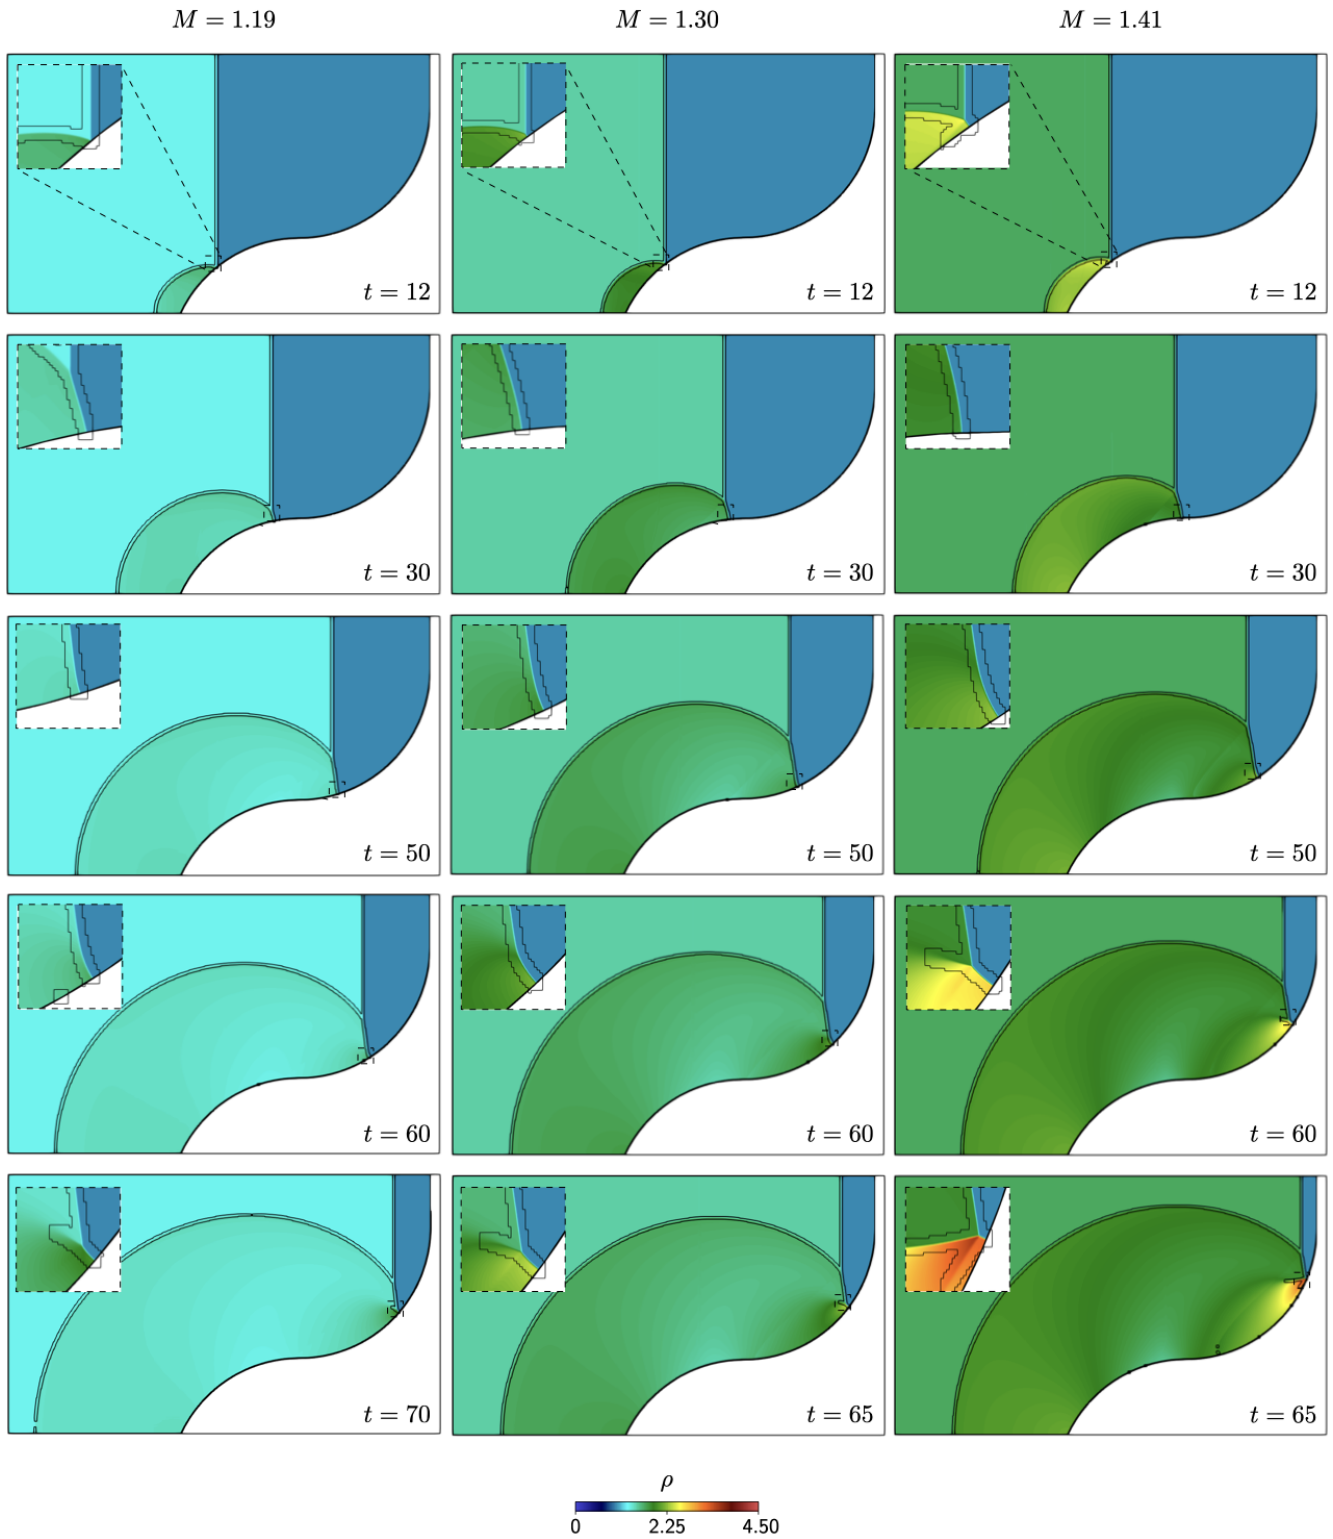 M = 1.19 M = 1.30 M = 1.41
t = 12 t = 12 t = 12
t = 30 t = 30 t = 30
t = 50 t = 50 t = 50
t = 60 t = 60 t = 60
t = 70 t = 65 t = 65
ρ
0 2.25 4.50